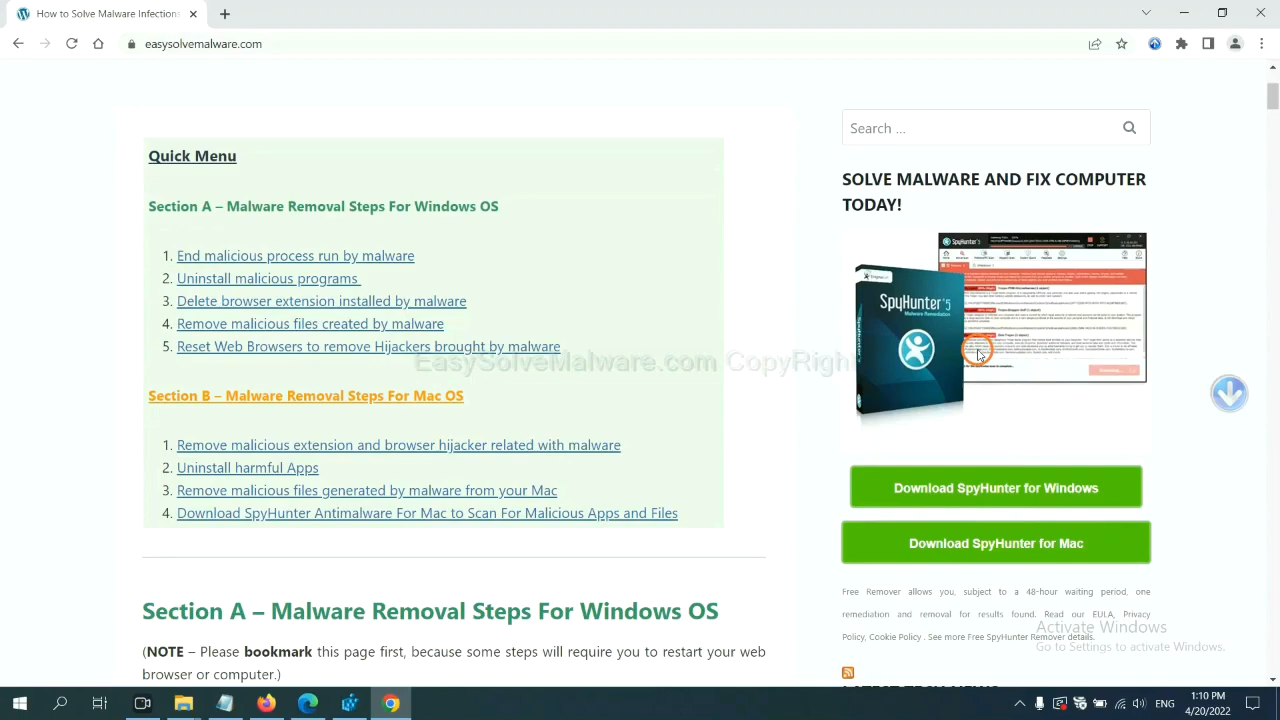 How to Solve Malware Infections
easysolvemalware.com
Quick Menu
Section A – Malware Removal Steps For Windows OS
1. End malicious process run by malware
2. Uninstall malicious programs
3. Delete browser extension installed by malware
4. Remove malicious files created by malware
5. Reset Web Browser to remove Hijackers brought by malware
Section B – Malware Removal Steps For Mac OS
1. Remove malicious extension and browser hijacker related with malware
2. Uninstall harmful Apps
3. Remove malicious files generated by malware from your Mac
4. Download SpyHunter Antimalware For Mac to Scan For Malicious Apps and Files
Section A – Malware Removal Steps For Windows OS
(NOTE – Please bookmark this page first, because some steps will require you to restart your web
browser or computer.)
Search ...
SOLVE MALWARE AND FIX COMPUTER
TODAY!
SpyHunter 5
Malware Remediation
SpyHunter 5
Download SpyHunter for Windows
Download SpyHunter for Mac
Free Remover allows you, subject to a 48-hour waiting period, one
remediation and removal for results found. Read our EULA, Privacy
Policy, Cookie Policy . See more Free SpyHunter Remover details.
Activate Windows
Go to Settings to activate Windows.
LATEST TECH NEWS
1:10 PM
4/20/2022